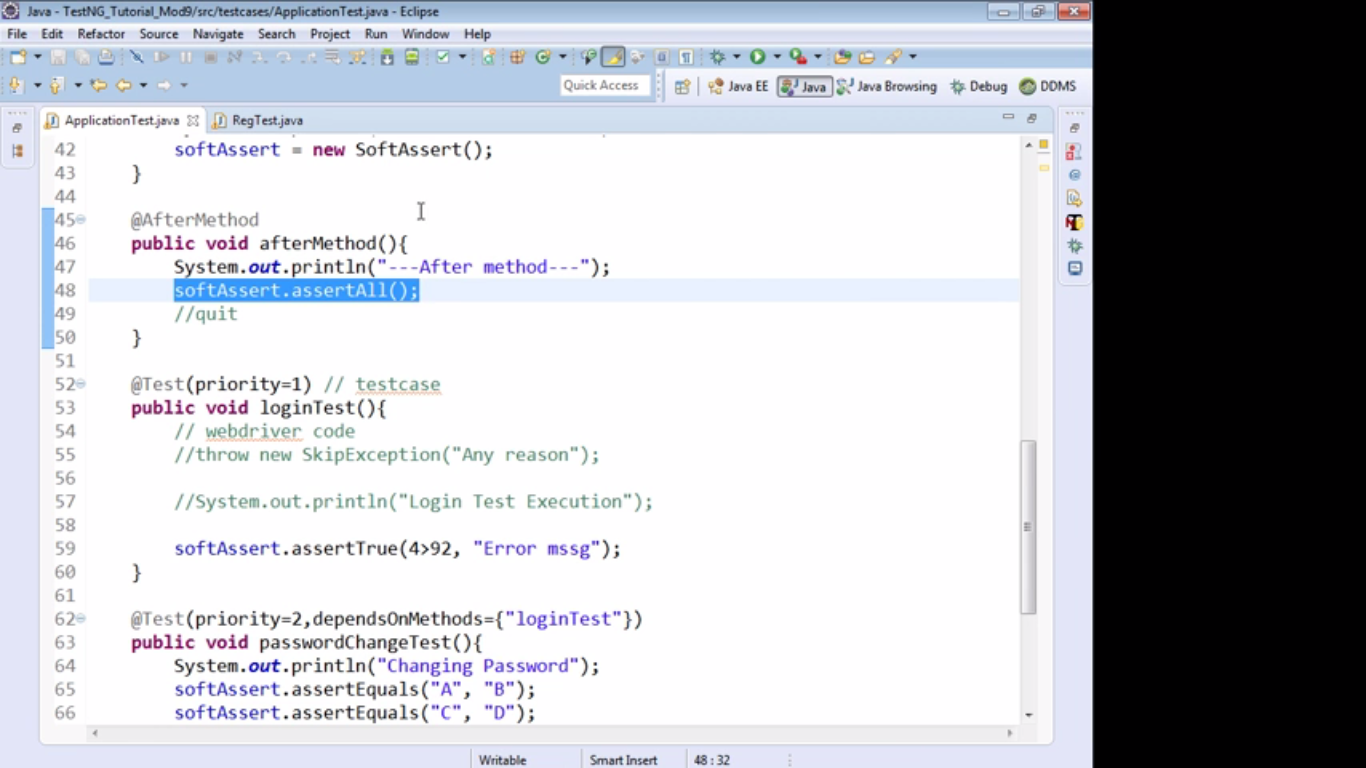 Java - TestNG_Tutorial_Mod9/src/testcases/ApplicationTest.java - Eclipse
File Edit Refactor Source Navigate Search Project Run Window Help
Quick Access Java EE Java Java Browsing Debug DDMS
ApplicationTest.java RegTest.java
42 softAssert = new SoftAssert();
43 }
44
45 @AfterMethod
46 public void afterMethod(){
47 System.out.println("---After method---");
48 softAssert.assertAll();
49 //quit
50 }
51
52 @Test(priority=1) // testcase
53 public void loginTest(){
54 // webdriver code
55 //throw new SkipException("Any reason");
56
57 //System.out.println("Login Test Execution");
58
59 softAssert.assertTrue(4>92, "Error mssg");
60 }
61
62 @Test(priority=2,dependsOnMethods={"loginTest"})
63 public void passwordChangeTest(){
64 System.out.println("Changing Password");
65 softAssert.assertEquals("A", "B");
66 softAssert.assertEquals("C", "D");
Writable Smart Insert 48 : 32